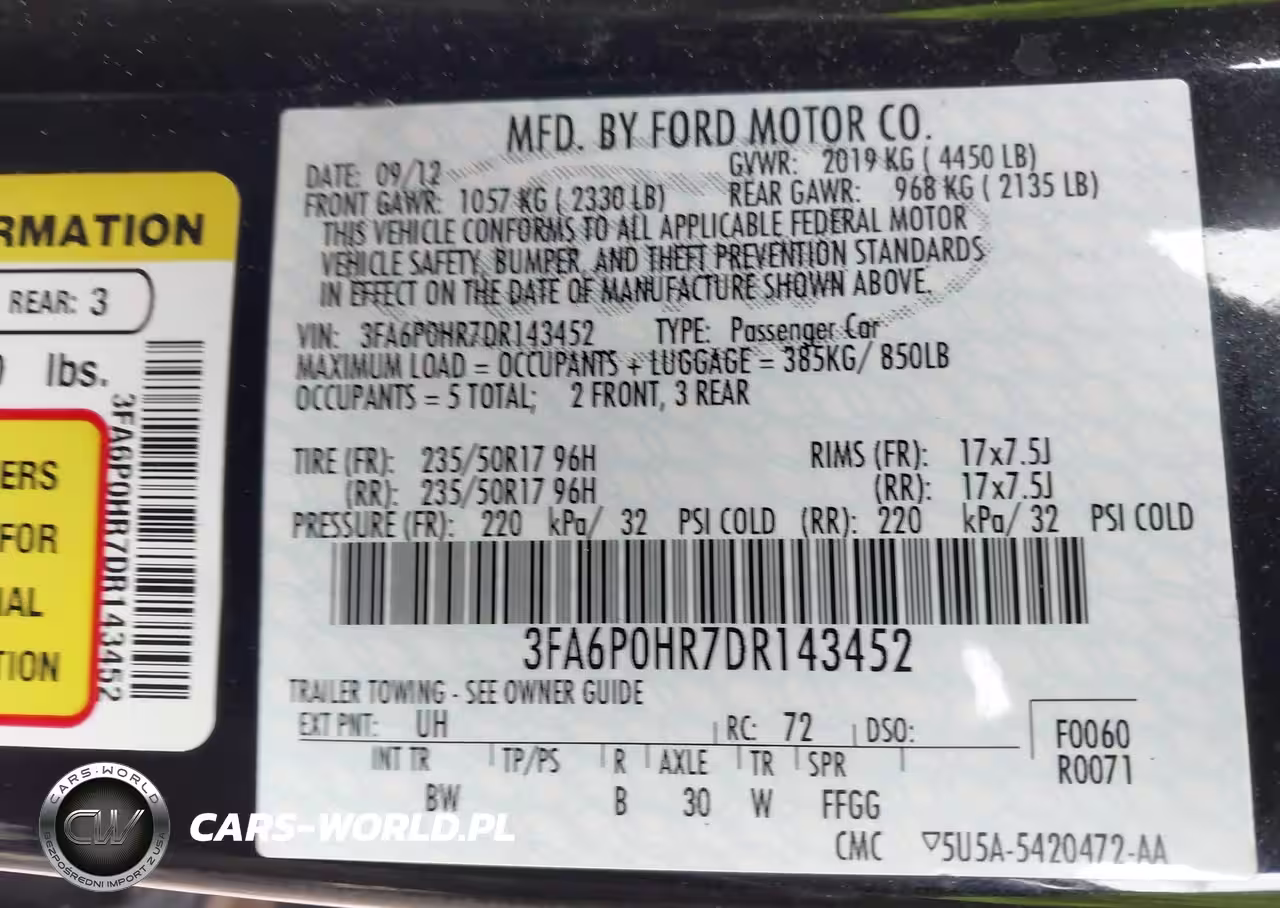 RMATION
REAR: 3
lbs.
ERS
FOR
IAL
TION
3FA6P0HR7DR143452
MFD. BY FORD MOTOR CO.
DATE: 09/12 GVWR: 2019 KG ( 4450 LB)
FRONT GAWR: 1057 KG ( 2330 LB) REAR GAWR: 968 KG ( 2135 LB)
THIS VEHICLE CONFORMS TO ALL APPLICABLE FEDERAL MOTOR
VEHICLE SAFETY, BUMPER, AND THEFT PREVENTION STANDARDS
IN EFFECT ON THE DATE OF MANUFACTURE SHOWN ABOVE.
VIN: 3FA6P0HR7DR143452 TYPE: Passenger Car
MAXIMUM LOAD = OCCUPANTS + LUGGAGE = 385KG/ 850LB
OCCUPANTS = 5 TOTAL; 2 FRONT, 3 REAR
TIRE (FR): 235/50R17 96H RIMS (FR): 17x7.5J
(RR): 235/50R17 96H (RR): 17x7.5J
PRESSURE (FR): 220 kPa/ 32 PSI COLD (RR): 220 kPa/ 32 PSI COLD
3FA6P0HR7DR143452
TRAILER TOWING - SEE OWNER GUIDE
EXT PNT: UH RC: 72 DSO:
F0060
R0071
INT TR TP/PS R AXLE TR SPR
BW B 30 W FFGG
CMC ▽5U5A-5420472-AA
CARS-WORLD
CW
BEZPOŚREDNI IMPORT Z USA
CARS-WORLD.PL